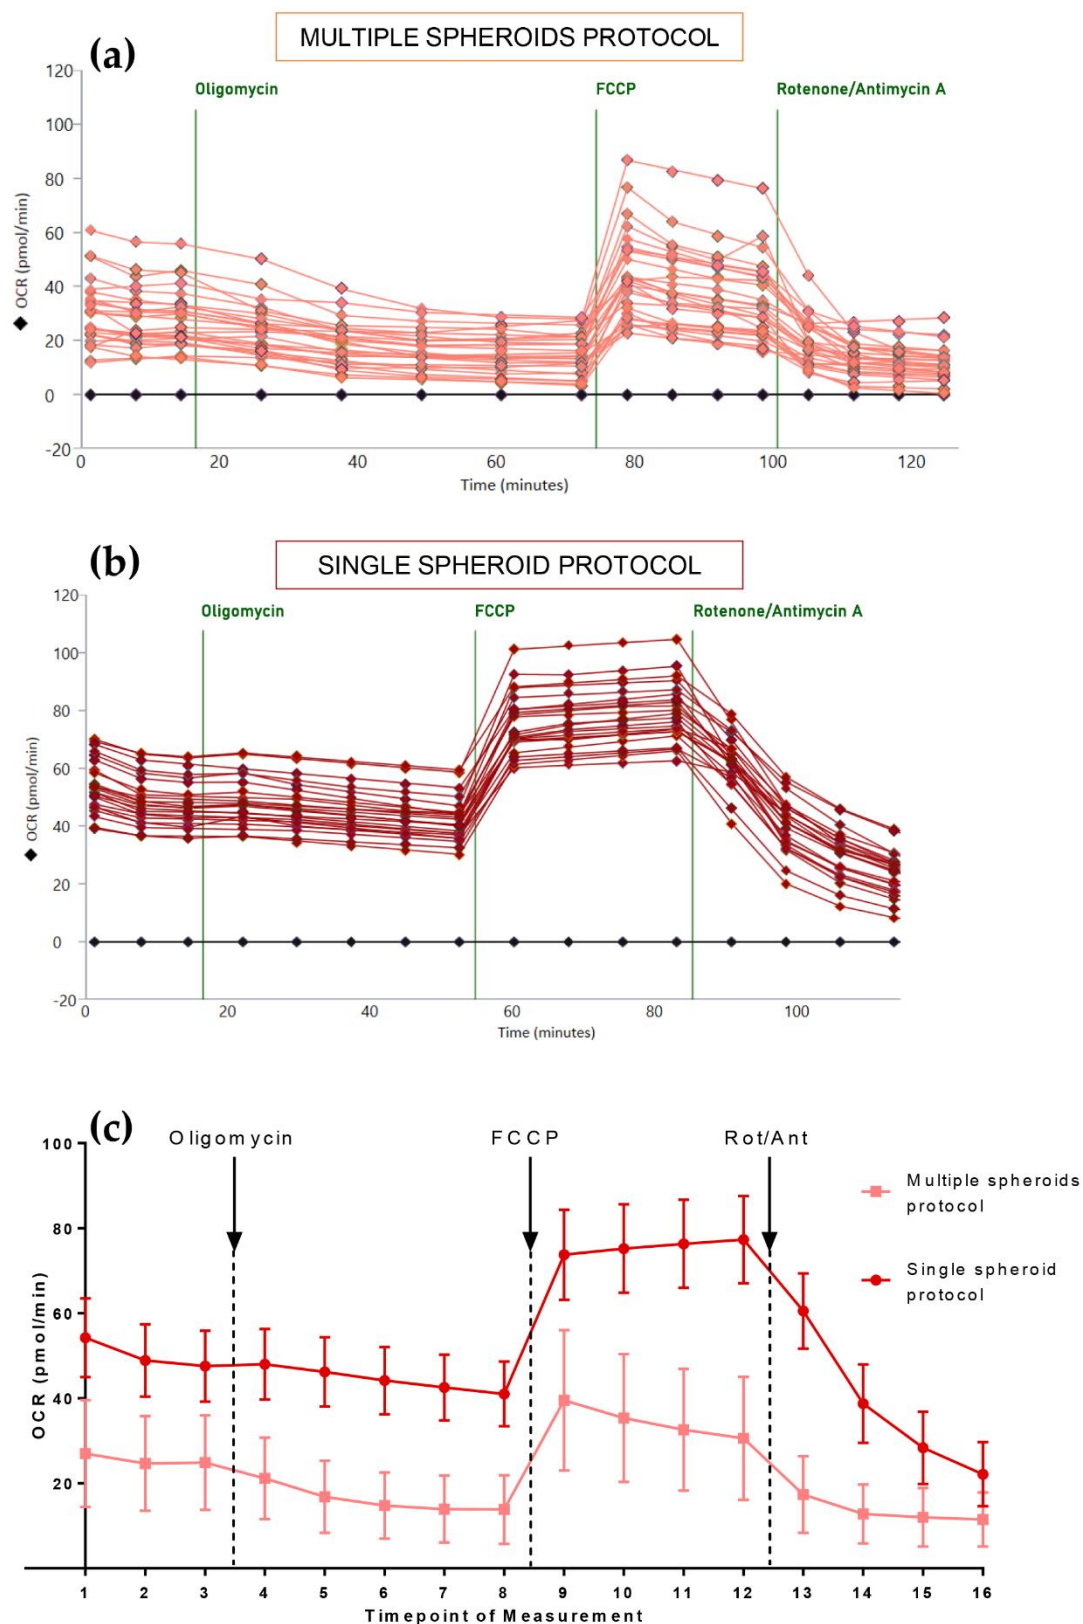 (a)
MULTIPLE SPHEROIDS PROTOCOL
Oligomycin
FCCP
Rotenone/Antimycin A
120
100
80
60
40
20
0
-20
OCR (pmol/min)
0 20 40 60 80 100 120
Time (minutes)
(b)
SINGLE SPHEROID PROTOCOL
Oligomycin
FCCP
Rotenone/Antimycin A
120
100
80
60
40
20
0
-20
OCR (pmol/min)
0 20 40 60 80 100
Time (minutes)
(c)
Oligomycin
FCCP
Rot/Ant
100
80
60
40
20
OCR (pmol/min)
Multiple spheroids
protocol
Single spheroid
protocol
1 2 3 4 5 6 7 8 9 10 11 12 13 14 15 16
Timepoint of Measurement